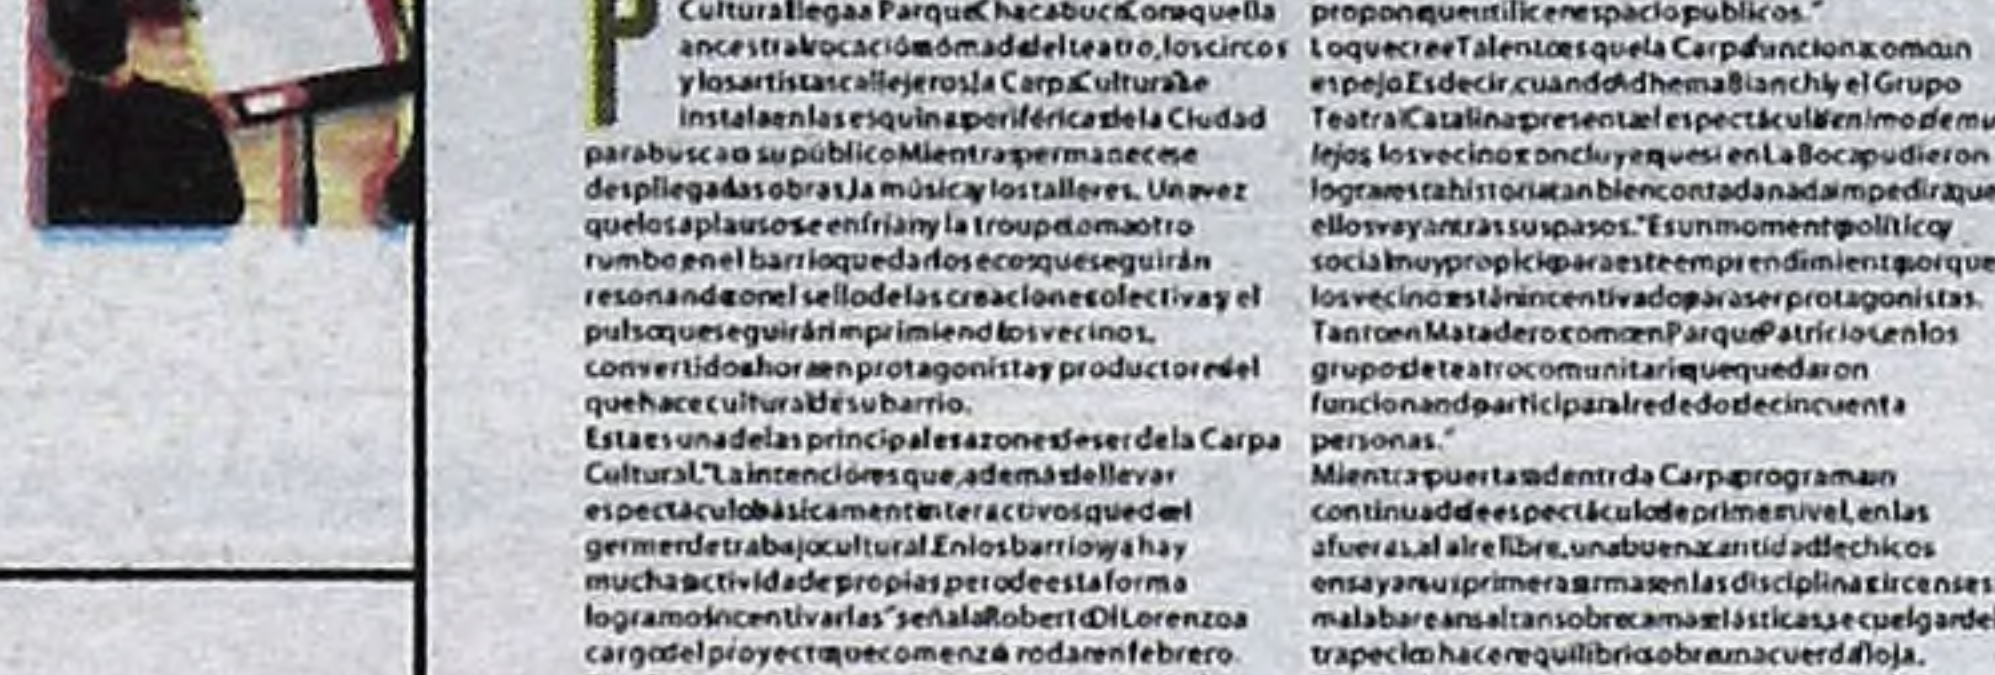 P
Cultural llega a Parque Chacabuco. Con aquella
ancestral vocación nómade del teatro, los circos
y los artistas callejeros, la Carpa Cultural se
instala en las esquinas periféricas de la Ciudad
para buscar a su público. Mientras permanece se
despliegan las obras, la música y los talleres. Una vez
que los aplausos se enfrían y la troupe toma otro
rumbo, en el barrio quedan los ecos que seguirán
resonando con el sello de las creaciones colectivas y el
pulso que seguirán imprimiendo los vecinos,
convertidos ahora en protagonistas y productores del
quehacer cultural de su barrio.
Esta es una de las principales razones de ser de la Carpa
Cultural. "La intención es que, además de llevar
espectáculos básicamente interactivos quede el
germen de trabajo cultural. En los barrios ya hay
muchas actividades propias pero de esta forma
logramos incentivarlas" señala Roberto Di Lorenzo a
cargo del proyecto que comenzó a rodar en febrero.
propone que utilicen espacios públicos."
Lo que cree Talento es que la Carpa funciona como un
espejo. Es decir, cuando Adhemar Bianchi y el Grupo
Teatral Catalinas presenta el espectáculo Venimos de mu
lejos, los vecinos concluyen que si en La Boca pudieron
lograr esta historia tan bien contada nada impedirá que
ellos vayan tras sus pasos. "Es un momento político y
social muy propicio para este emprendimiento porque
los vecinos están incentivados para ser protagonistas.
Tanto en Mataderos como en Parque Patricios, en los
grupos de teatro comunitario que quedaron
funcionando participan alrededor de cincuenta
personas."
Mientras puertas adentro la Carpa programa un
continuado de espectáculos de primer nivel, en las
afueras, al aire libre, una buena cantidad de chicos
ensayan sus primeras armas en las disciplinas circenses:
malabarean, saltan sobre camas elásticas, se cuelgan del
trapecio o hacen equilibrio sobre una cuerda floja.